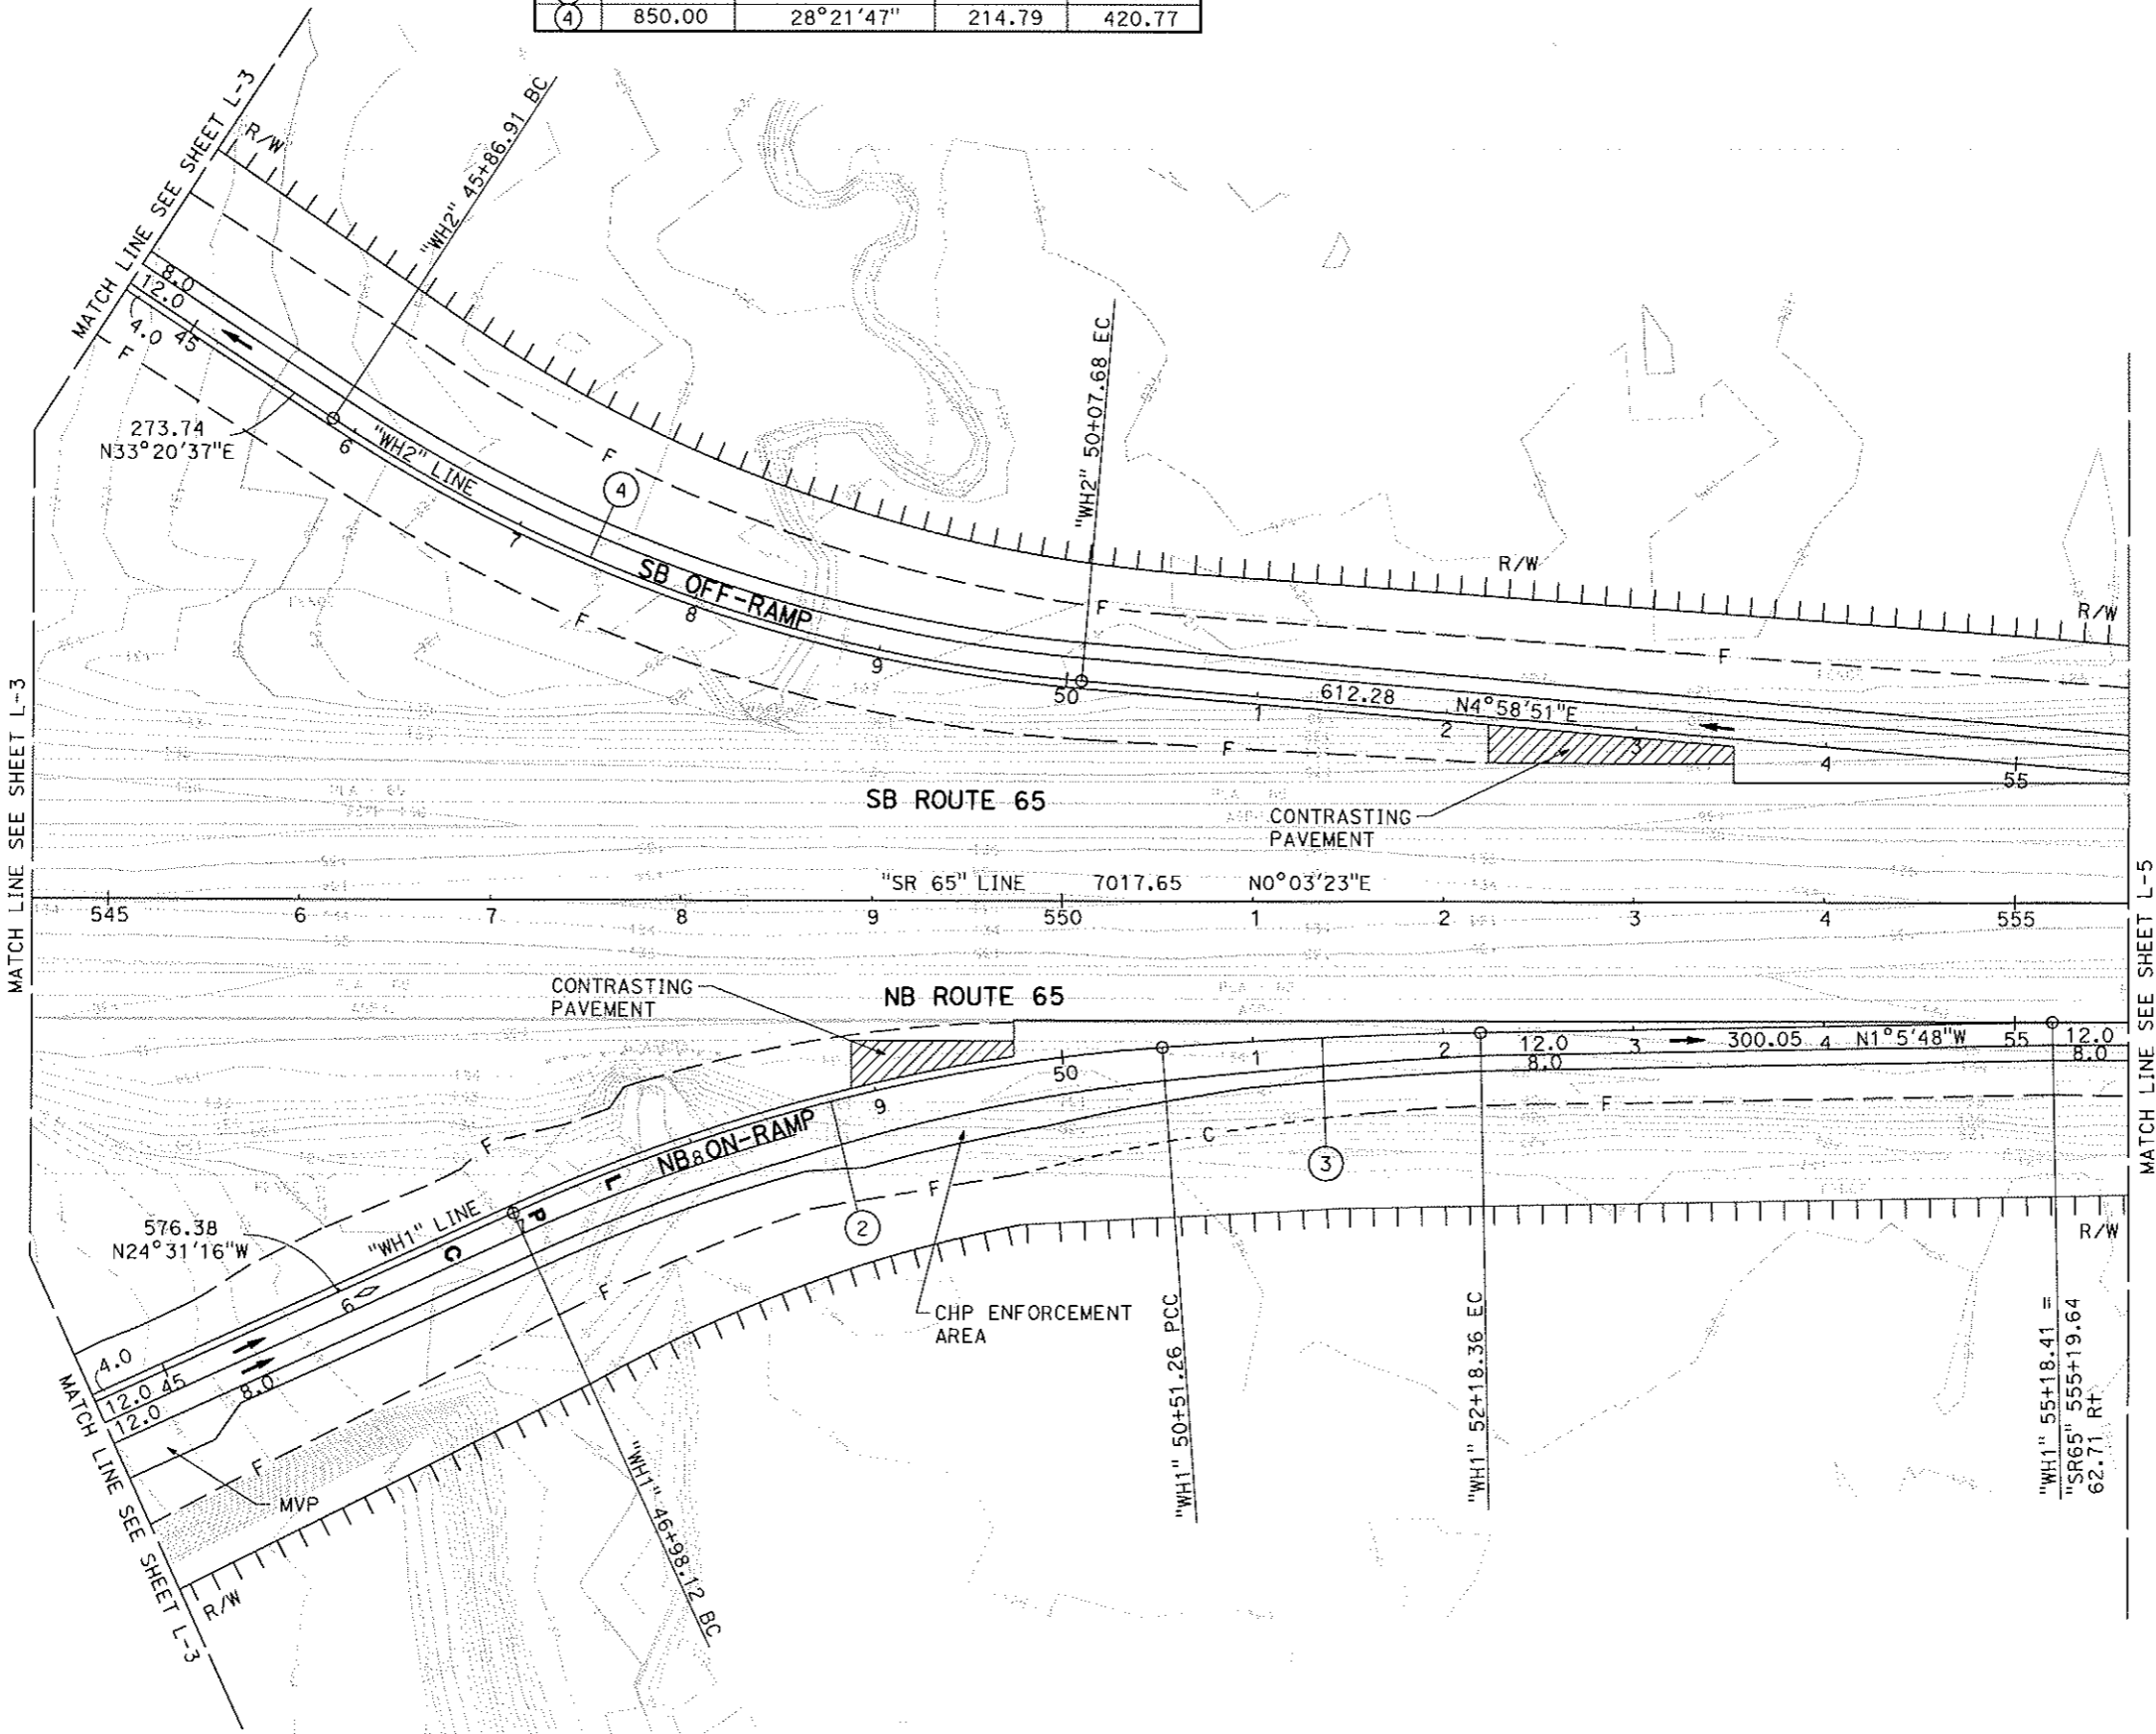 4 850.00 28°21'47" 214.79 420.77
MATCH LINE SEE SHEET L-3
R/W
"WH2" 45+86.91 BC
8.0
12.0
4.0
45
F
273.74
N33°20'37"E
6
"WH2" LINE
F
4
7
"WH2" 50+07.68 EC
SB OFF-RAMP
8
F
9
50
F
R/W
R/W
F
612.28
N4°58'51"E
1
2
3
4
55
F
SB ROUTE 65
CONTRASTING
PAVEMENT
MATCH LINE SEE SHEET L-3
"SR 65" LINE 7017.65 N0°03'23"E
545 6 7 8 9 550 1 2 3 4 555
MATCH LINE SEE SHEET L-5
CONTRASTING
PAVEMENT
NB ROUTE 65
50
1
2
12.0
8.0
3
300.05
4
N1°5'48"W
55
12.0
8.0
9
F
NB ON-RAMP
8
F
C
F
3
2
L
P
C
7
"WH1" LINE
576.38
N24°31'16"W
6
F
R/W
CHP ENFORCEMENT
AREA
4.0
12.0
45
12.0
8.0
F
MVP
MATCH LINE SEE SHEET L-3
R/W
"WH1" 46+98.12 BC
"WH1" 50+51.26 PCC
"WH1" 52+18.36 EC
"WH1" 55+18.41 =
"SR65" 555+19.64
62.71 Rt